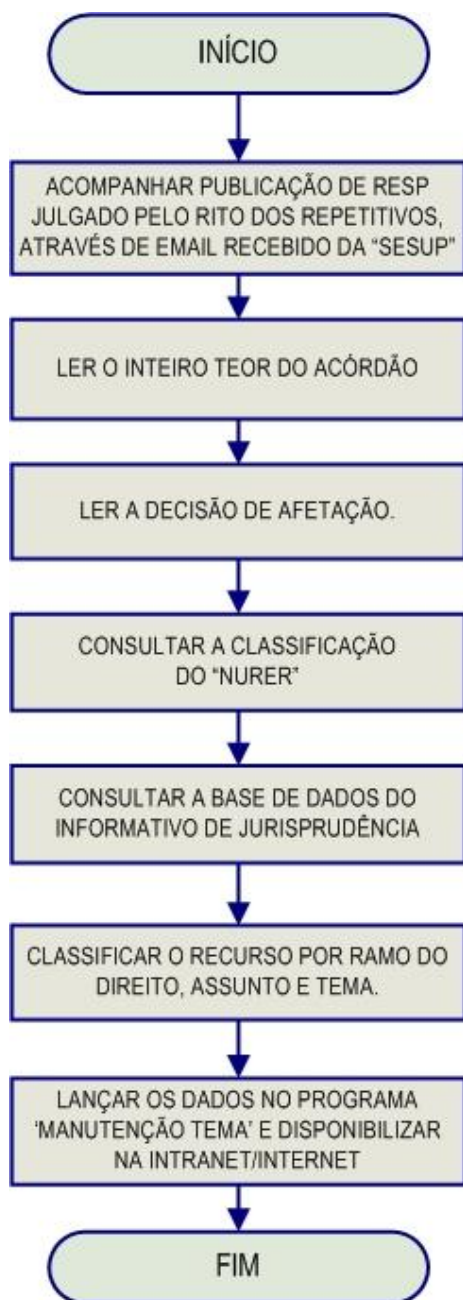 INÍCIO
ACOMPANHAR PUBLICAÇÃO DE RESP
JULGADO PELO RITO DOS REPETITIVOS,
ATRAVÉS DE EMAIL RECEBIDO DA “SESUP”
LER O INTEIRO TEOR DO ACÓRDÃO
LER A DECISÃO DE AFETAÇÃO.
CONSULTAR A CLASSIFICAÇÃO
DO “NURER”
CONSULTAR A BASE DE DADOS DO
INFORMATIVO DE JURISPRUDÊNCIA
CLASSIFICAR O RECURSO POR RAMO DO
DIREITO, ASSUNTO E TEMA.
LANÇAR OS DADOS NO PROGRAMA
‘MANUTENÇÃO TEMA’ E DISPONIBILIZAR
NA INTRANET/INTERNET
FIM